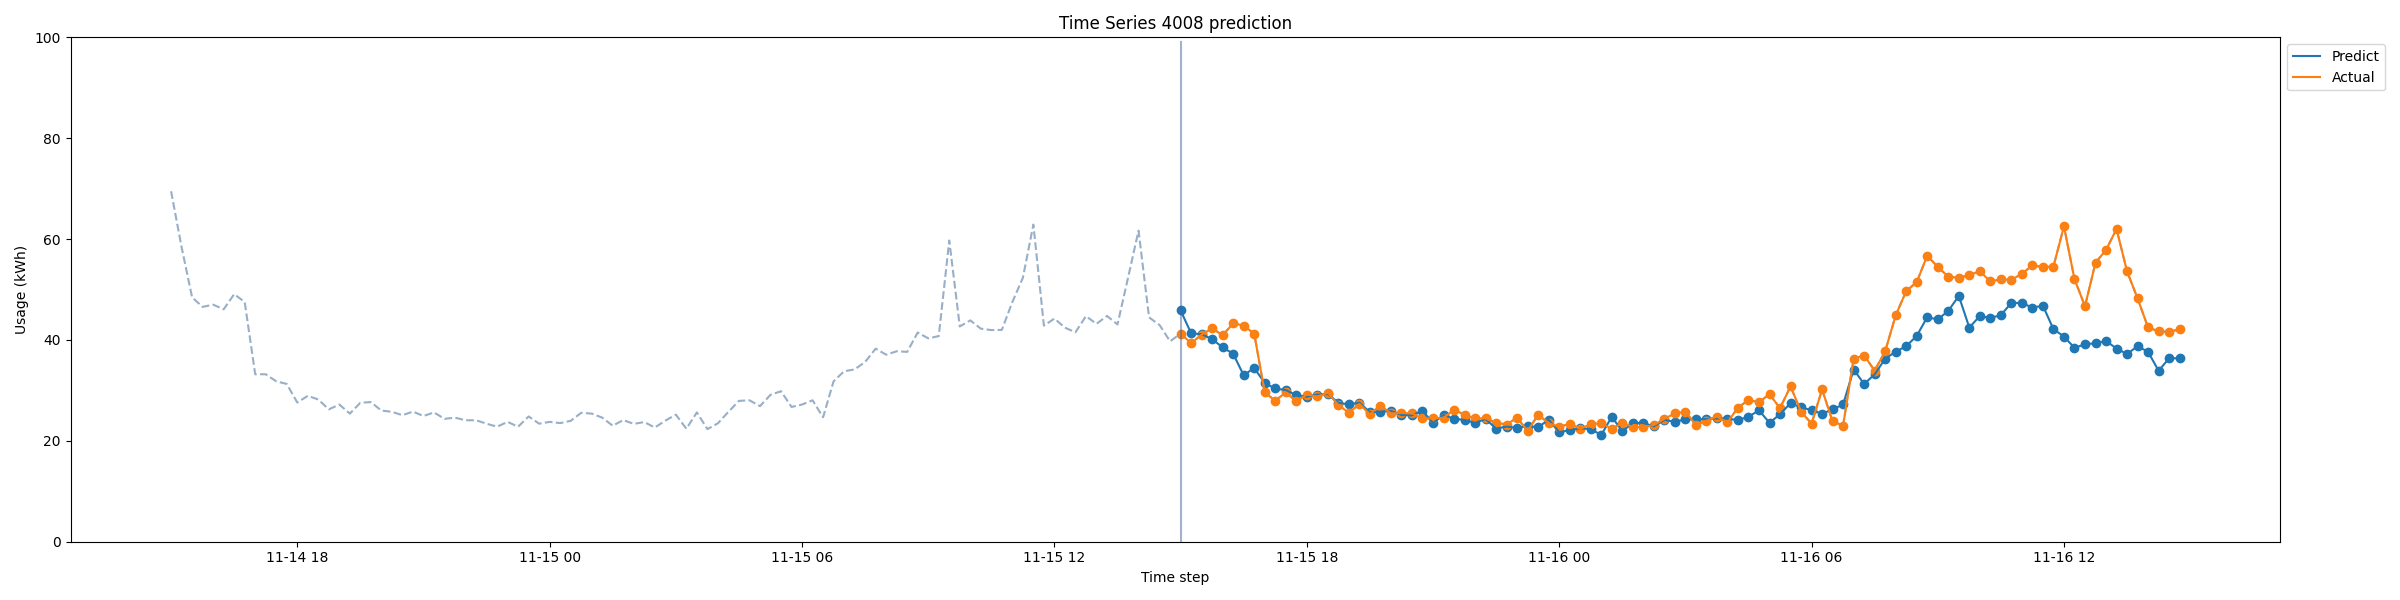 Time Series 4008 prediction
Predict
Actual
100
80
60
40
20
0
Usage (kWh)
11-14 18
11-15 00
11-15 06
11-15 12
11-15 18
11-16 00
11-16 06
11-16 12
Time step